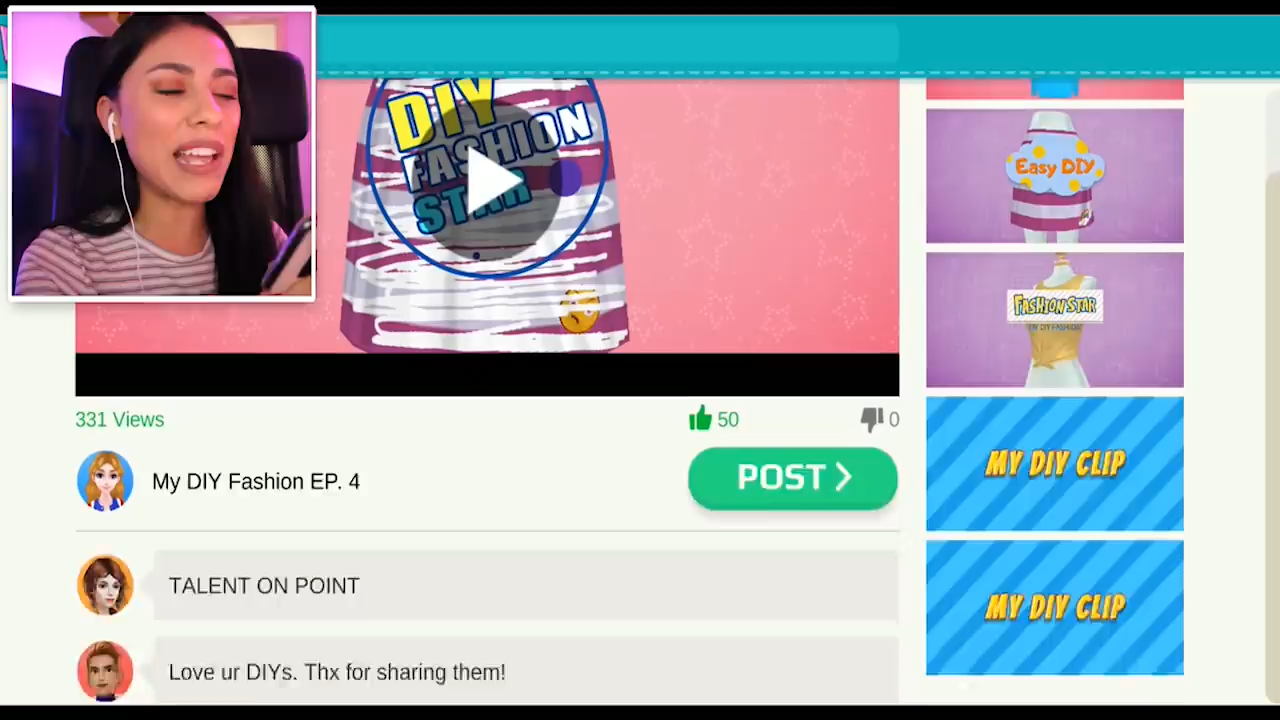 DIY
FASHION
STAR
Easy DIY
FASHION STAR
331 Views
50
0
My DIY Fashion EP. 4
POST
MY DIY CLIP
TALENT ON POINT
MY DIY CLIP
Love ur DIYs. Thx for sharing them!